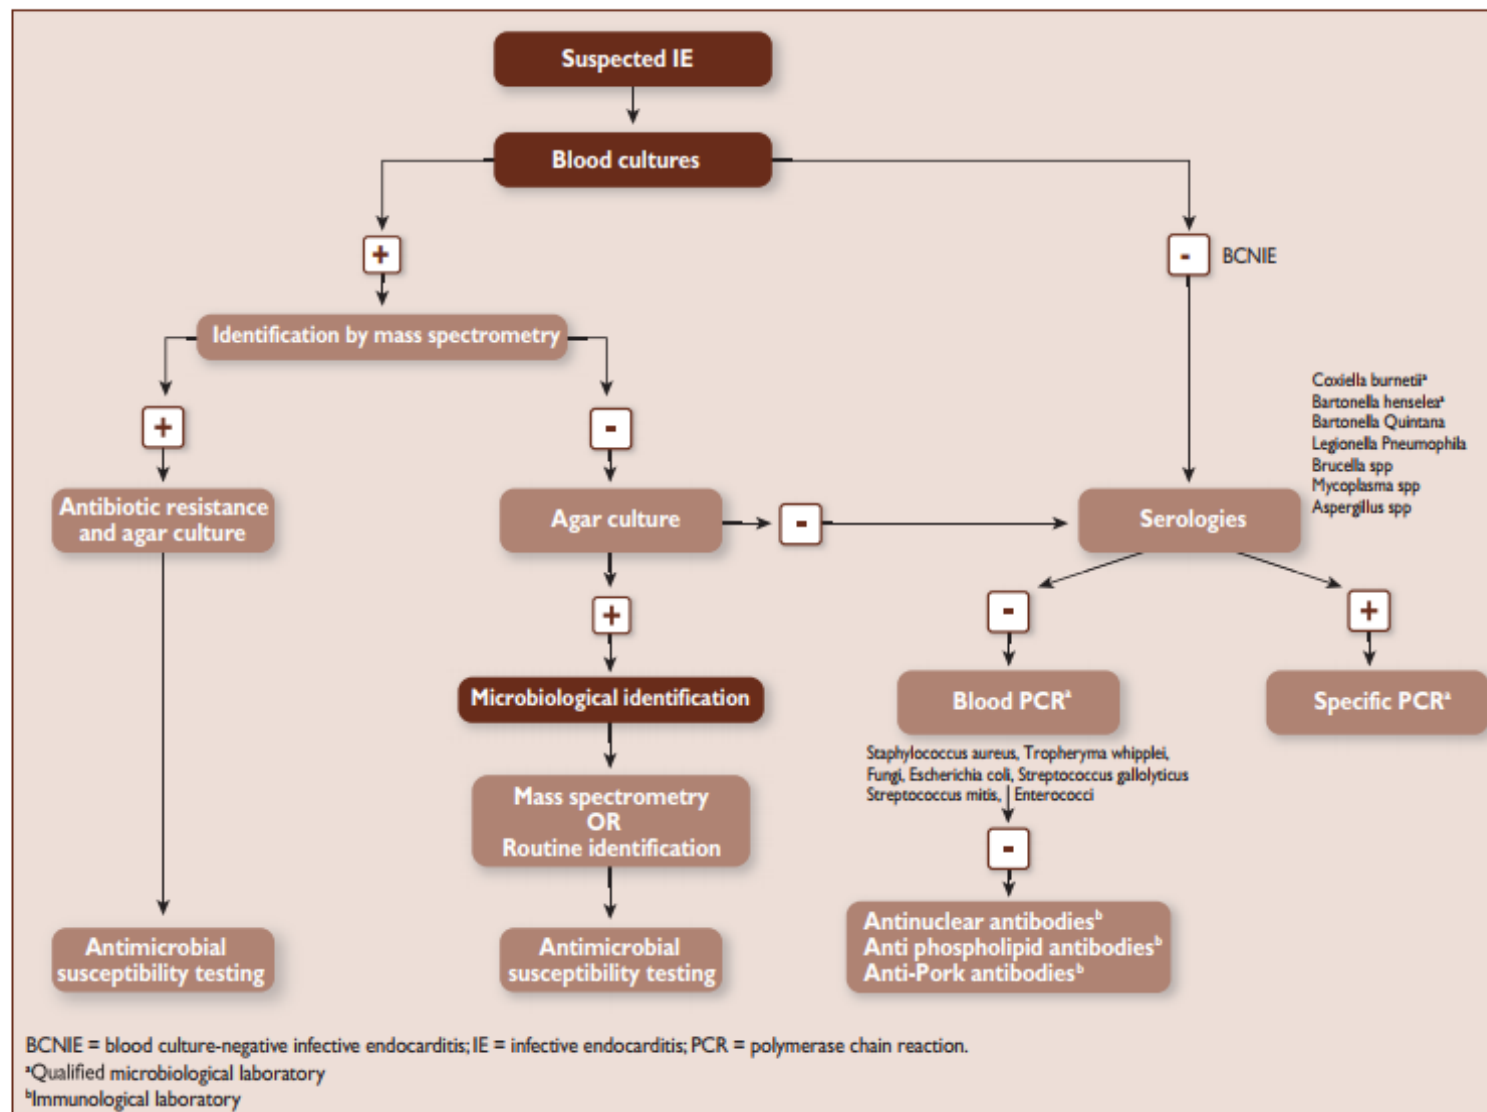 Suspected IE
Blood cultures
+
-
BCNIE
Identification by mass spectrometry
+
-
Coxiella burnetiiᵃ
Bartonella henseleaᵃ
Bartonella Quintana
Legionella Pneumophila
Brucella spp
Mycoplasma spp
Aspergillus spp
Antibiotic resistance
and agar culture
Agar culture
-
Serologies
+
-
+
Microbiological identification
Blood PCRᵃ
Specific PCRᵃ
Staphylococcus aureus, Tropheryma whipplei,
Fungi, Escherichia coli, Streptococcus gallolyticus
Streptococcus mitis, Enterococci
Mass spectrometry
OR
Routine identification
-
Antimicrobial
susceptibility testing
Antimicrobial
susceptibility testing
Antinuclear antibodiesᵇ
Anti phospholipid antibodiesᵇ
Anti-Pork antibodiesᵇ
BCNIE = blood culture-negative infective endocarditis; IE = infective endocarditis; PCR = polymerase chain reaction.
ᵃQualified microbiological laboratory
ᵇImmunological laboratory